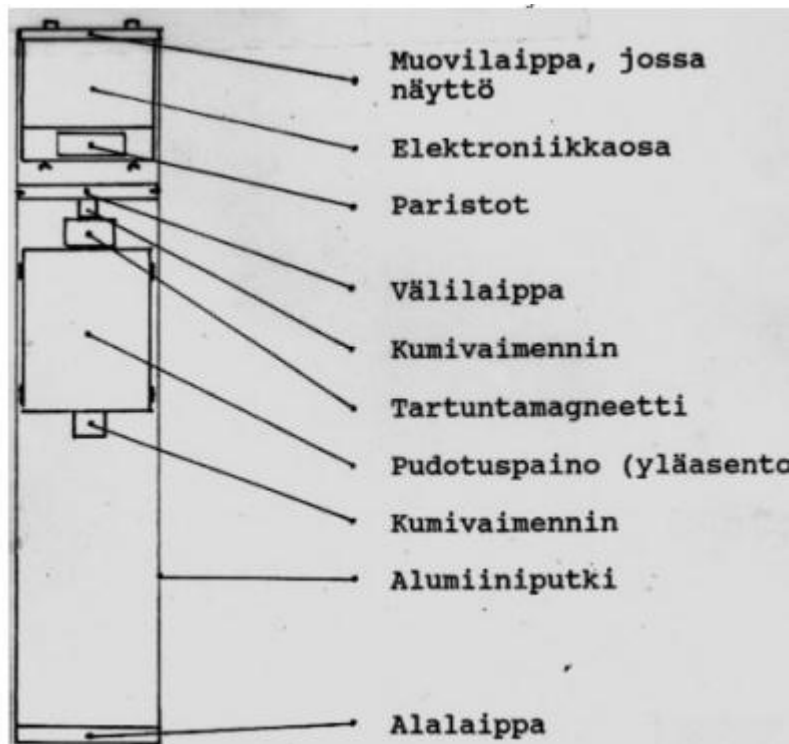 Muovilaippa, jossa
näyttö
Elektroniikkaosa
Paristot
Välilaippa
Kumivaimennin
Tartuntamagneetti
Pudotuspaino (yläasento
Kumivaimennin
Alumiiniputki
Alalaippa